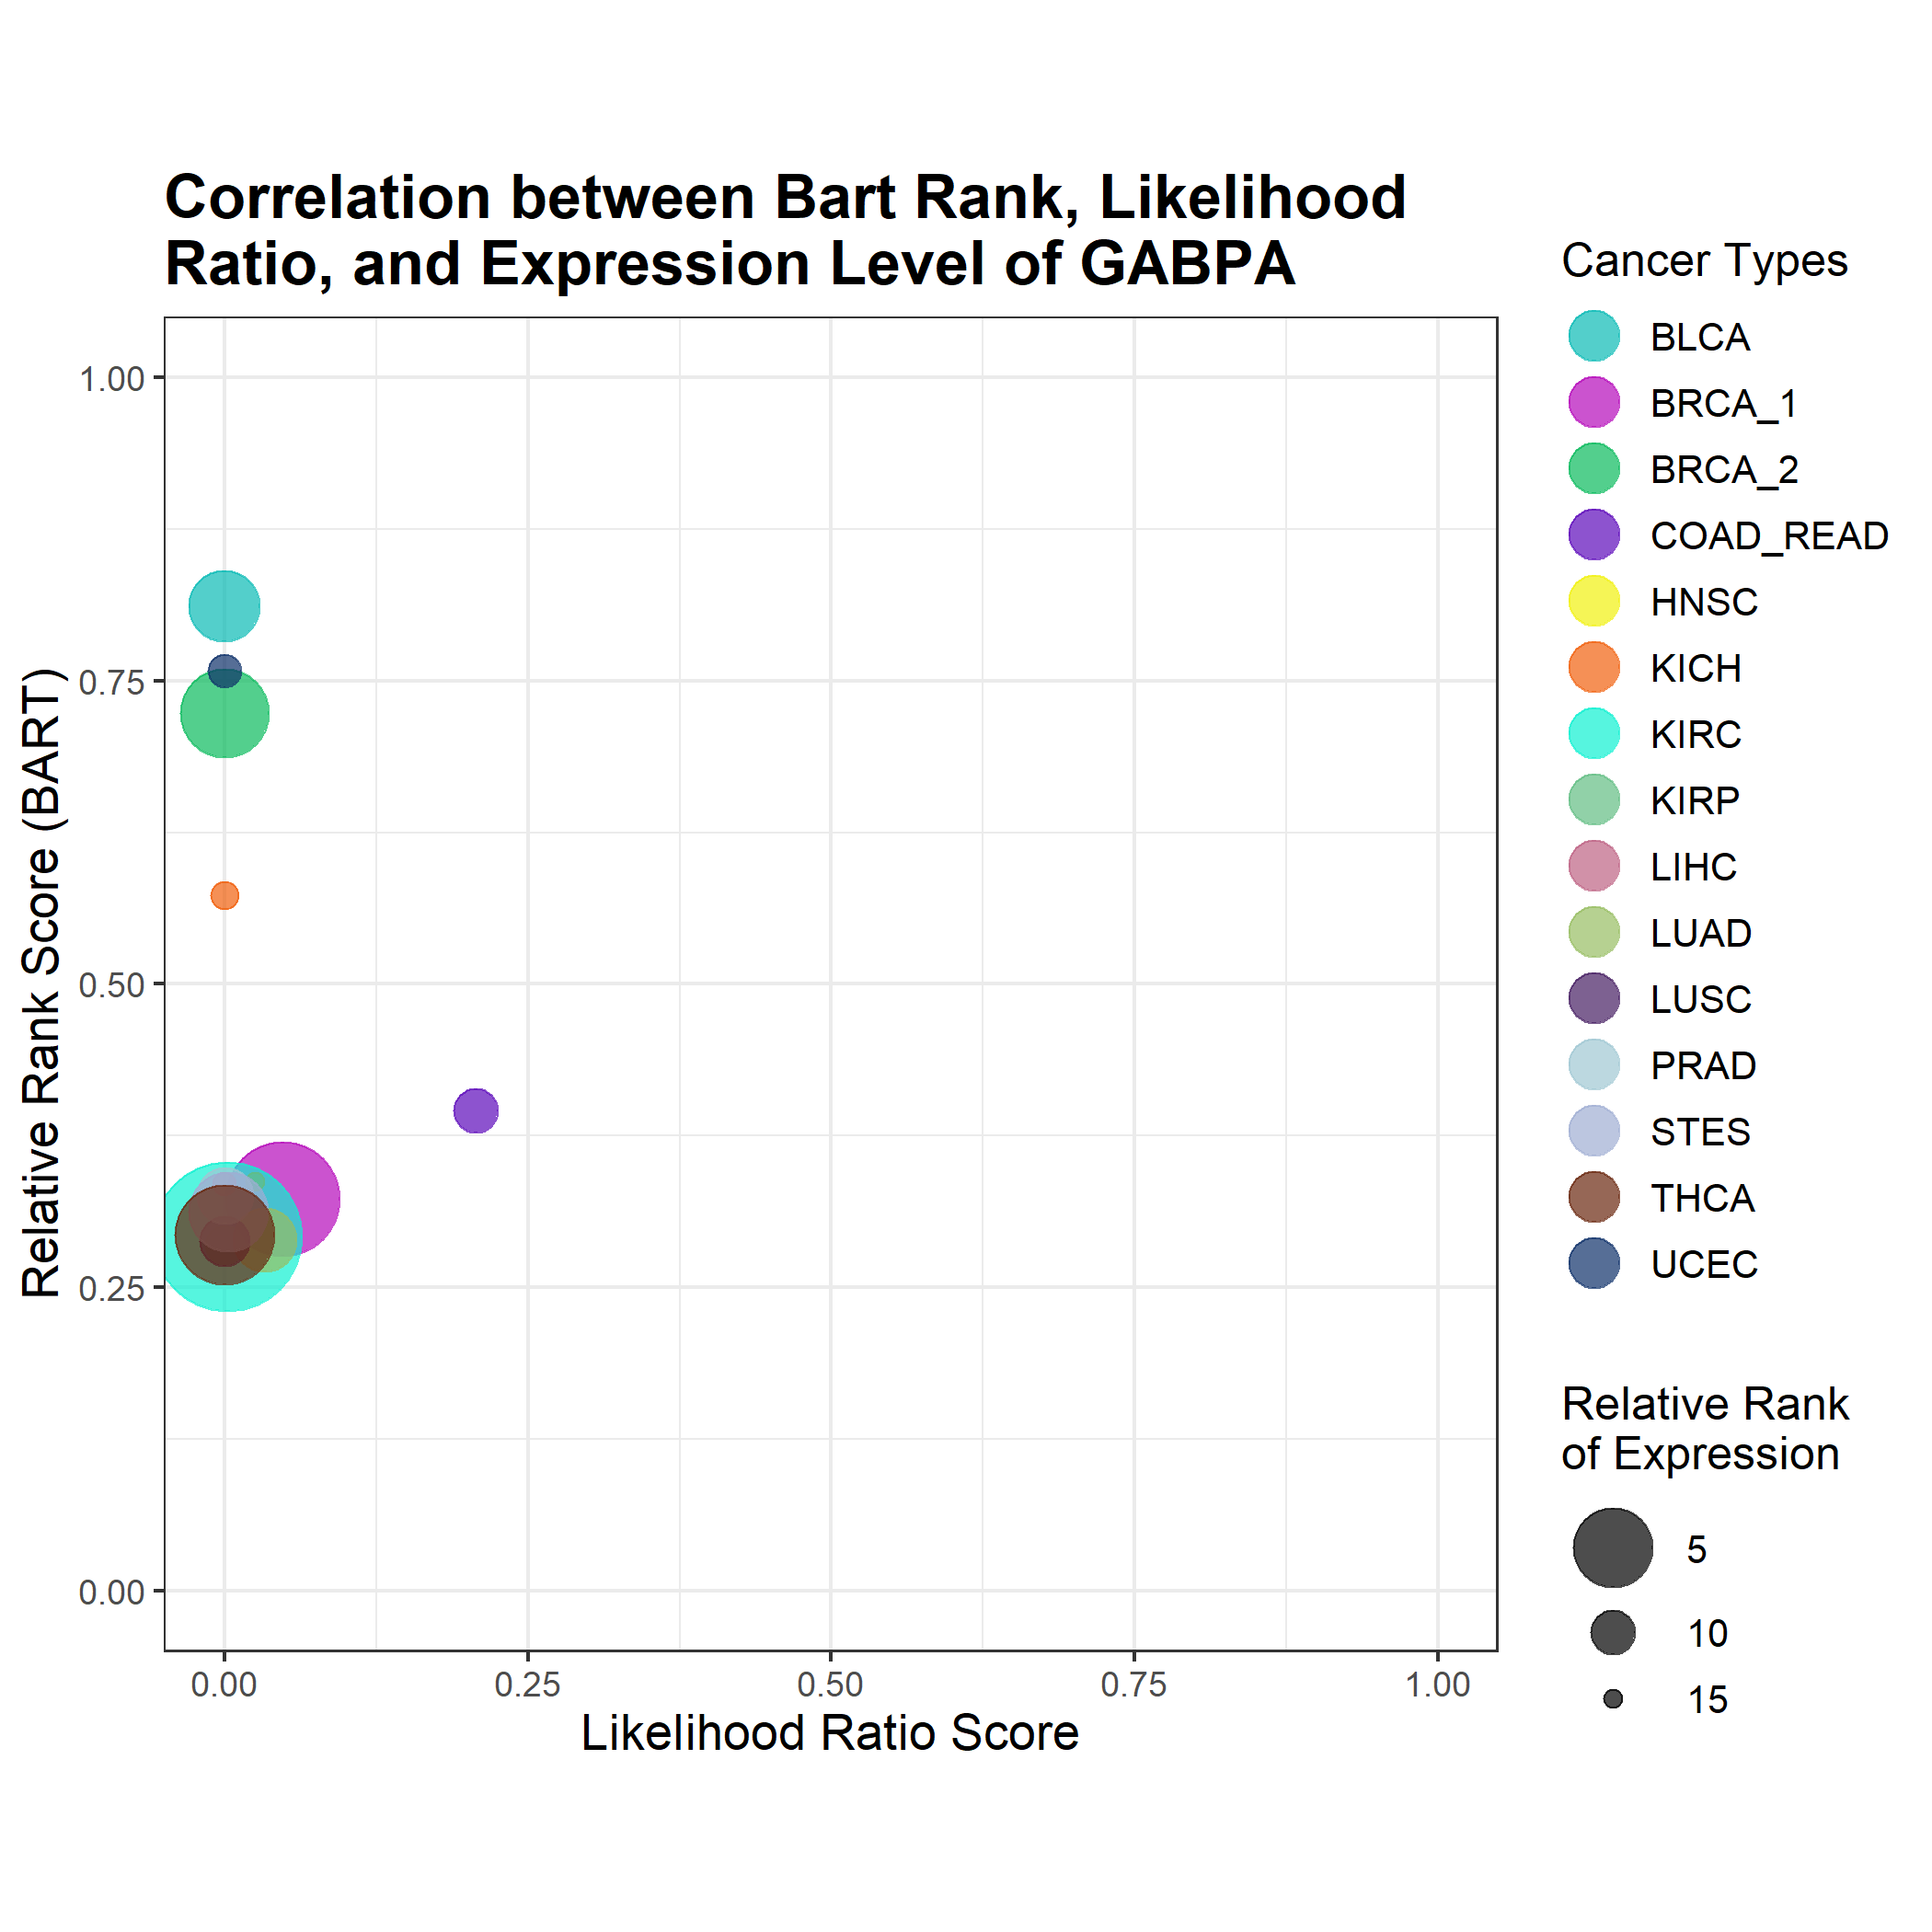 Correlation between Bart Rank, Likelihood
Ratio, and Expression Level of GABPA
Relative Rank Score (BART)
1.00
0.75
0.50
0.25
0.00
0.00 0.25 0.50 0.75 1.00
Likelihood Ratio Score
Cancer Types
BLCA
BRCA_1
BRCA_2
COAD_READ
HNSC
KICH
KIRC
KIRP
LIHC
LUAD
LUSC
PRAD
STES
THCA
UCEC
Relative Rank
of Expression
5
10
15